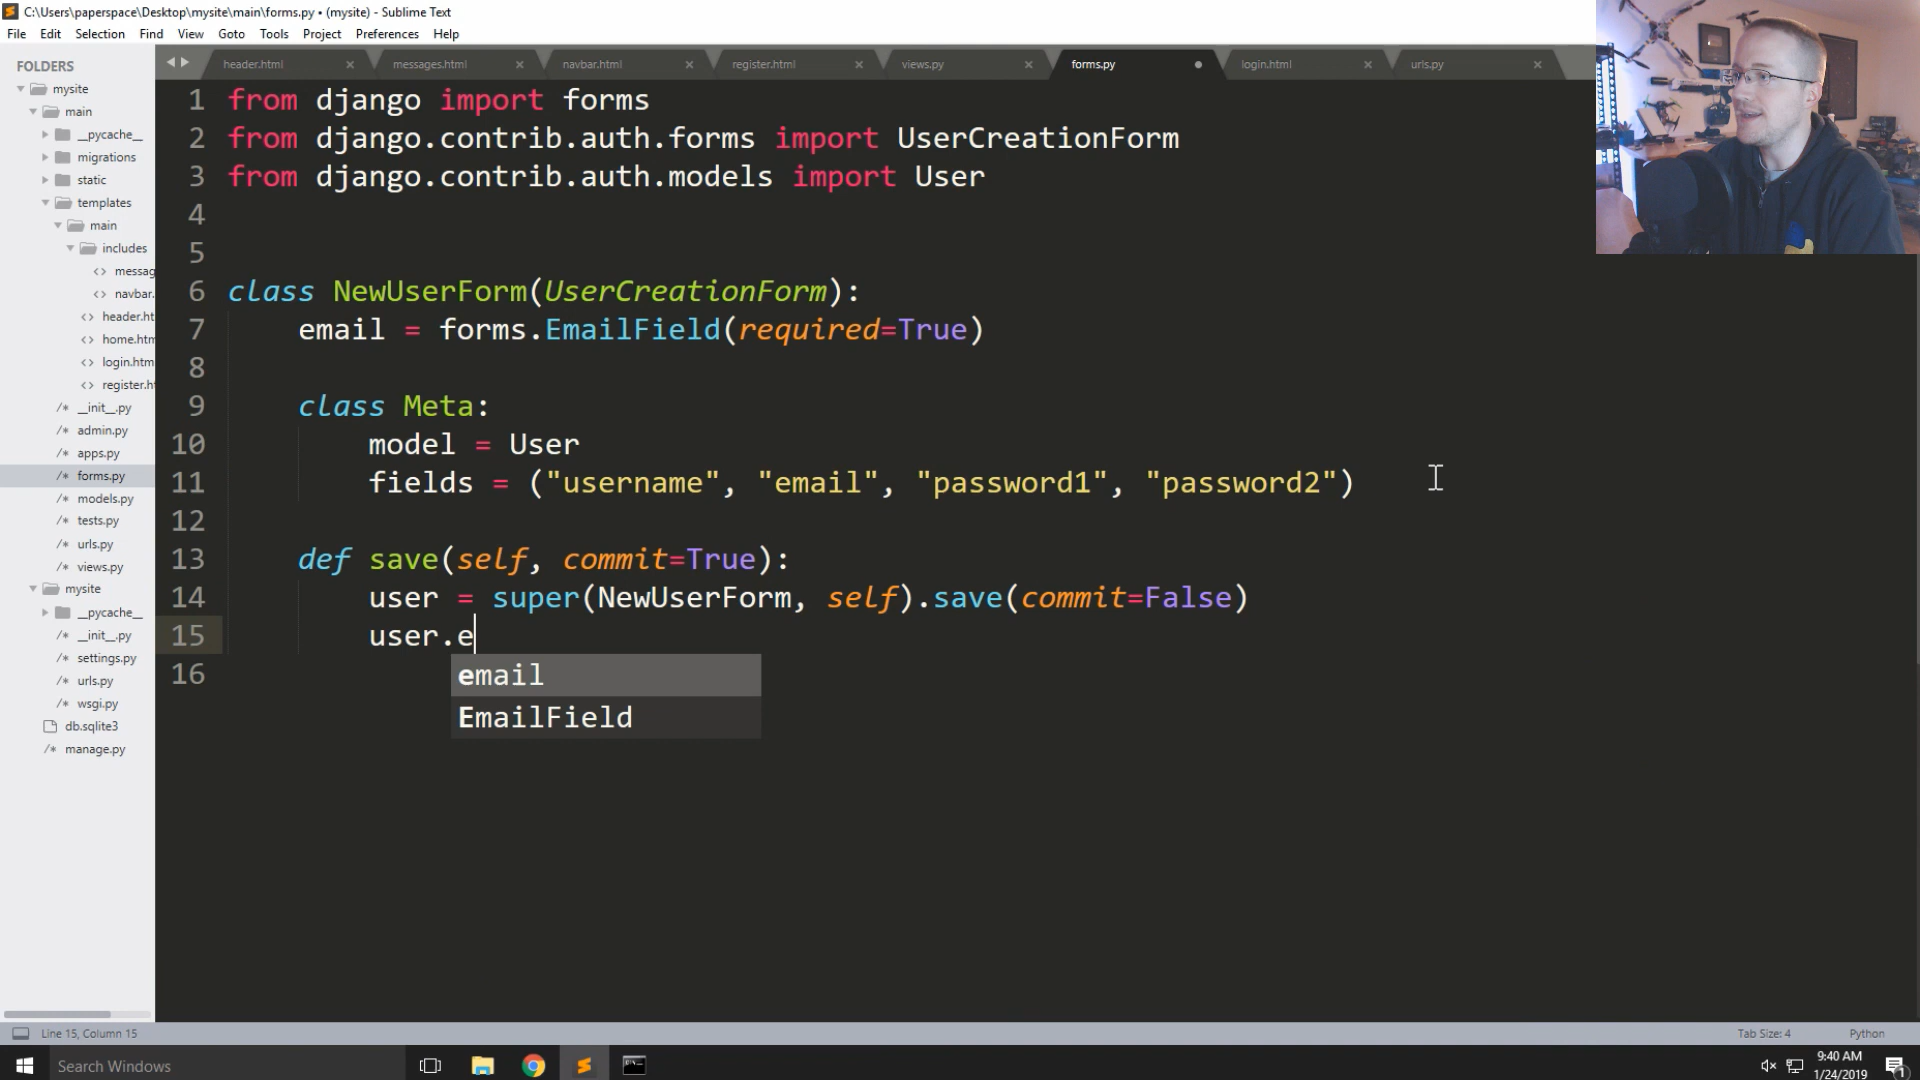 C:\Users\paperspace\Desktop\mysite\main\forms.py • (mysite) - Sublime Text
File Edit Selection Find View Goto Tools Project Preferences Help
FOLDERS
mysite
main
__pycache__
migrations
static
templates
main
includes
messag
navbar.
header.ht
home.htm
login.htm
register.h
__init__.py
admin.py
apps.py
forms.py
models.py
tests.py
urls.py
views.py
mysite
__pycache__
__init__.py
settings.py
urls.py
wsgi.py
db.sqlite3
manage.py
header.html messages.html navbar.html register.html views.py forms.py login.html urls.py
1 from django import forms
2 from django.contrib.auth.forms import UserCreationForm
3 from django.contrib.auth.models import User
4
5
6 class NewUserForm(UserCreationForm):
7 email = forms.EmailField(required=True)
8
9 class Meta:
10 model = User
11 fields = ("username", "email", "password1", "password2")
12
13 def save(self, commit=True):
14 user = super(NewUserForm, self).save(commit=False)
15 user.e
16
email
EmailField
Line 15, Column 15
Tab Size: 4 Python
Search Windows
9:40 AM
1/24/2019
1